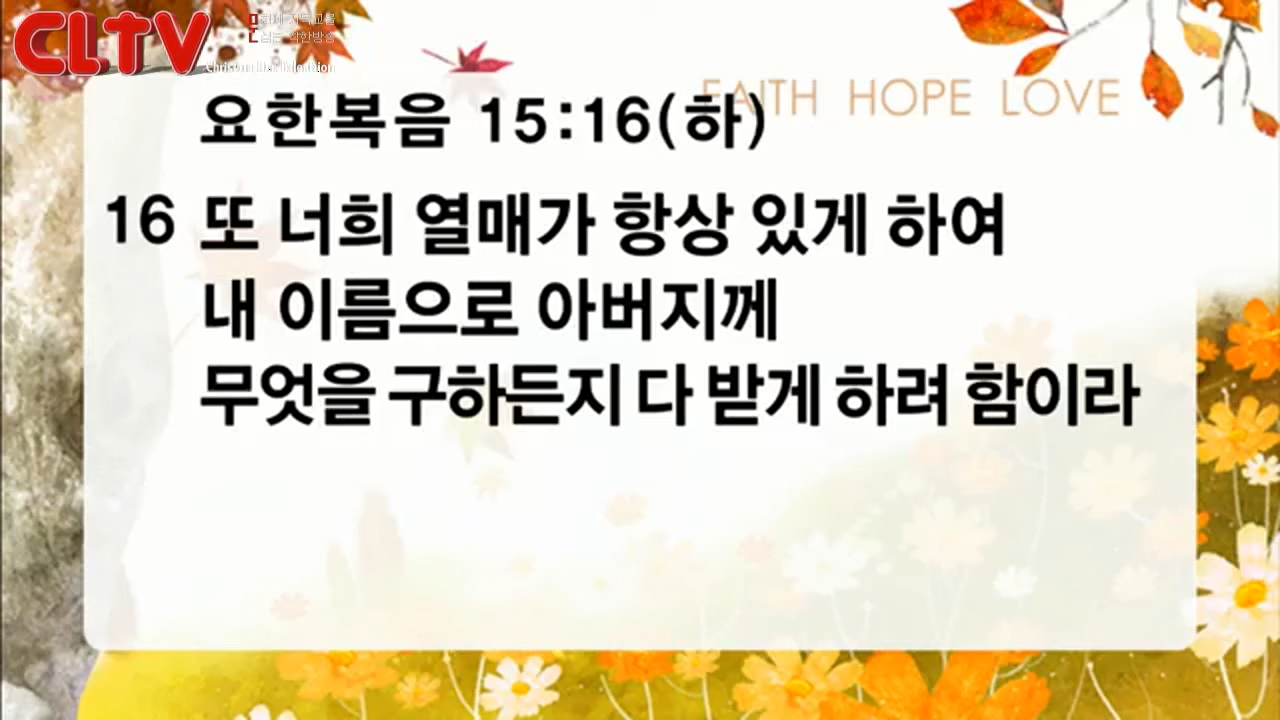 CLTV
FAITH HOPE LOVE
요한복음 15:16(하)
16 또 너희 열매가 항상 있게 하여
내 이름으로 아버지께
무엇을 구하든지 다 받게 하려 함이라